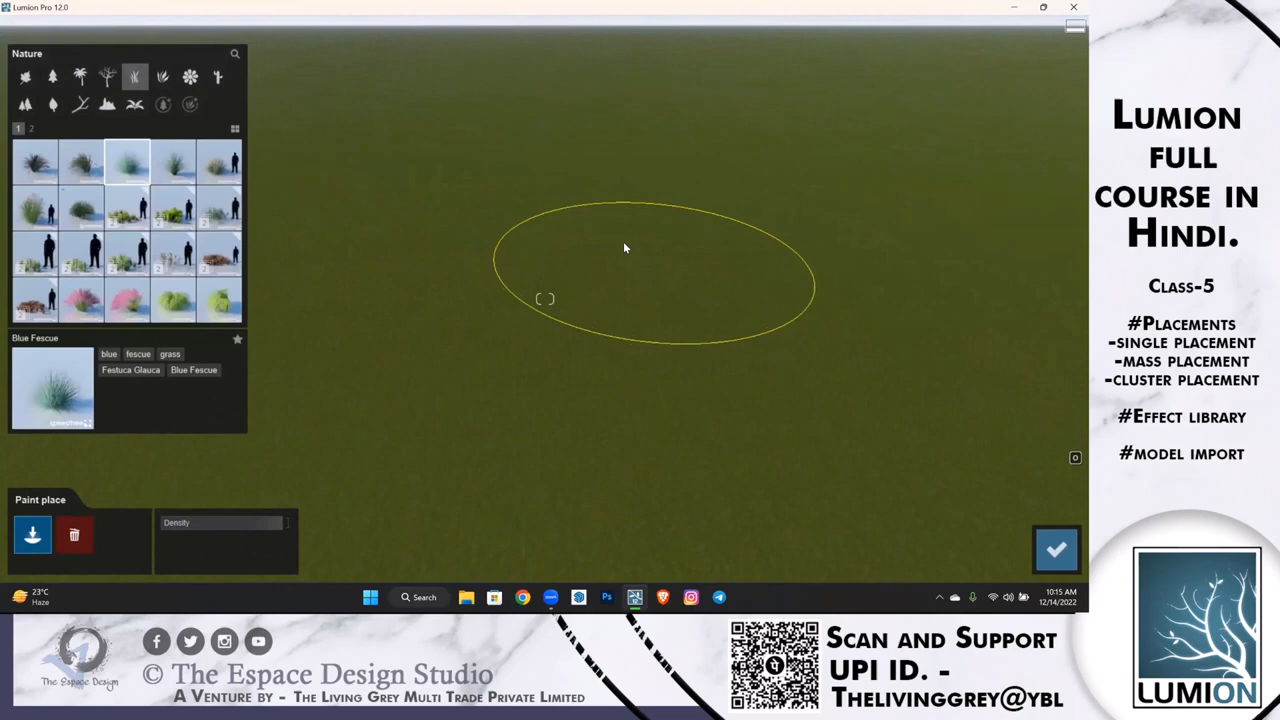 Lumion Pro 12.0
Nature
1 2
Blue Fescue
blue fescue grass
Festuca Glauca Blue Fescue
speedtree
Paint place
Density
23°C
Haze
Search
Ps
10:15 AM
12/14/2022
Lumion
full
course in
Hindi.
Class-5
#Placements
-single placement
-mass placement
-cluster placement
#Effect library
#model import
LUMION
The Espace Design
© The Espace Design Studio
A Venture by - The Living Grey Multi Trade Private Limited
Scan and Support
UPI ID. -
Thelivinggrey@ybl